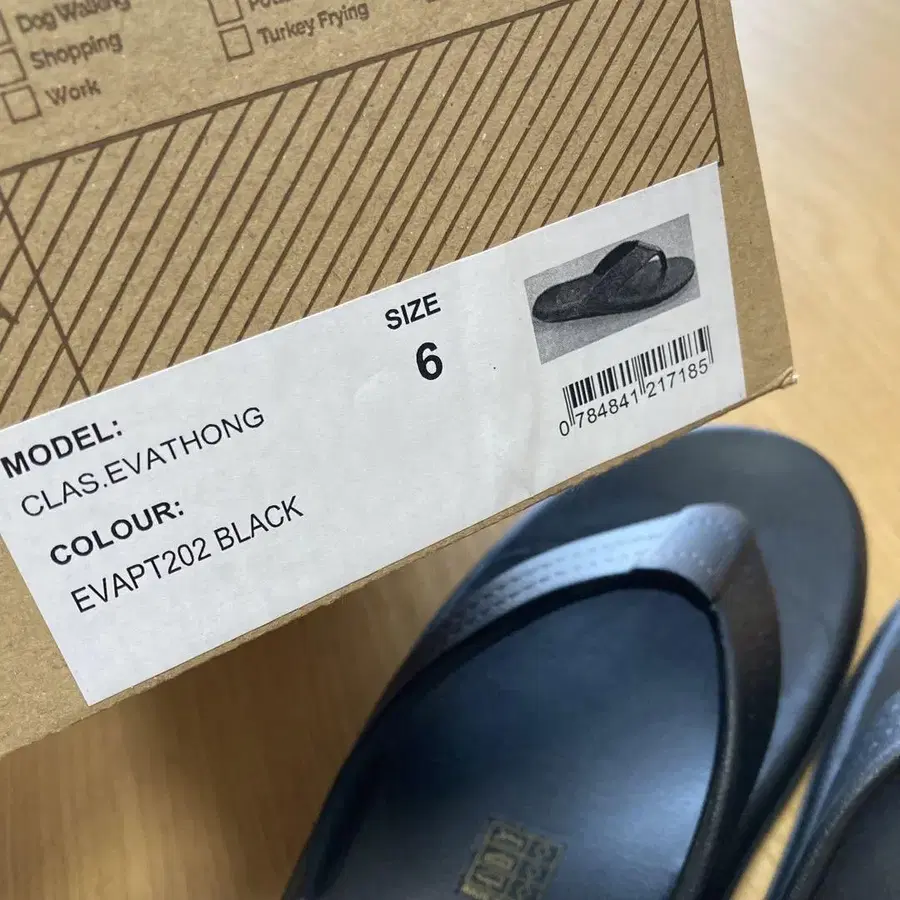 Dog Walking
Shopping
Work
Turkey Frying
SIZE
6
MODEL:
CLAS.EVATHONG
COLOUR:
EVAPT202 BLACK
0 784841 217185